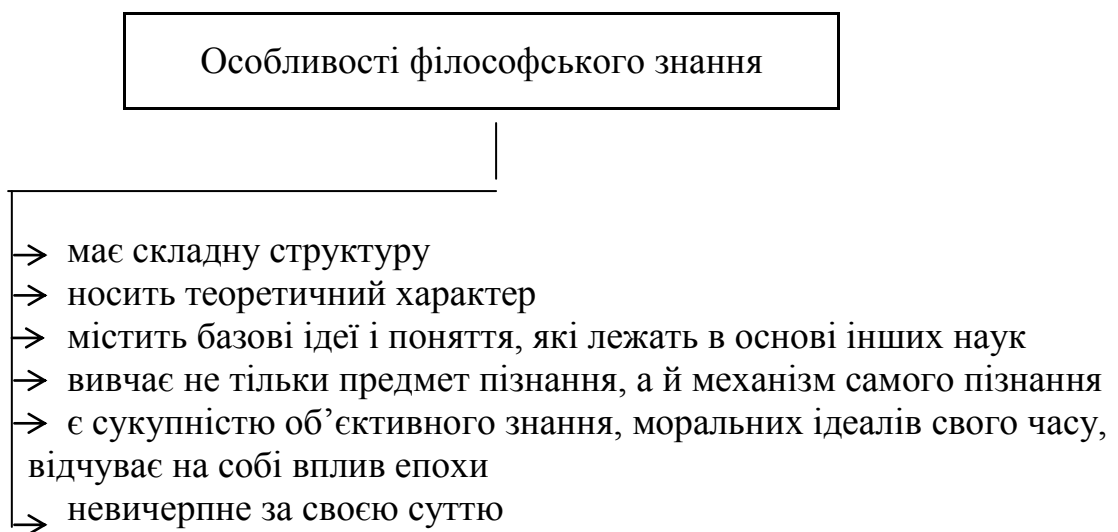 Особливості філософського знання
має складну структуру
носить теоретичний характер
містить базові ідеї і поняття, які лежать в основі інших наук
вивчає не тільки предмет пізнання, а й механізм самого пізнання
є сукупністю об’єктивного знання, моральних ідеалів свого часу,
відчуває на собі вплив епохи
невичерпне за своєю суттю